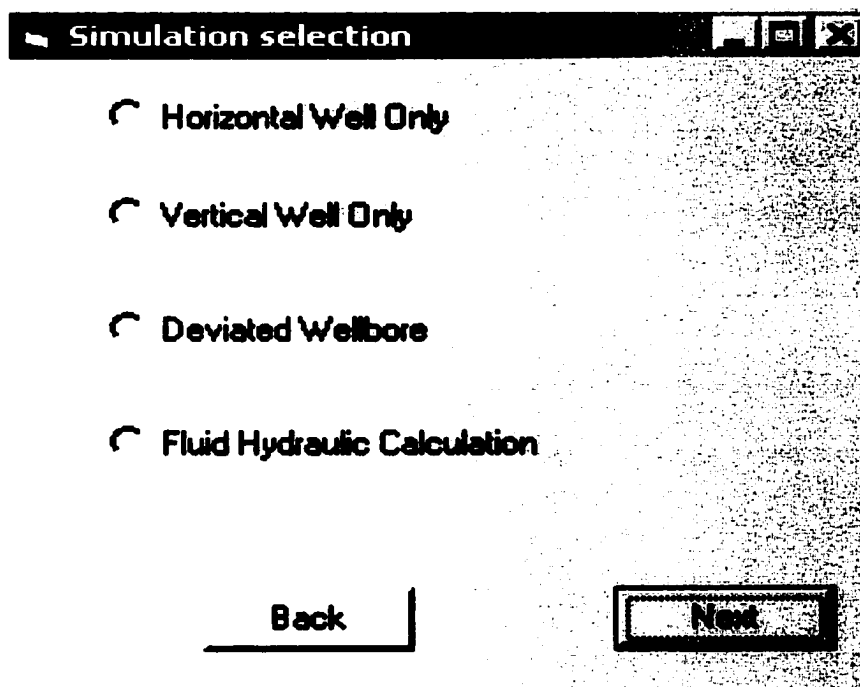 Simulation selection
Horizontal Well Only
Vertical Well Only
Deviated Wellbore
Fluid Hydraulic Calculation
Back Next